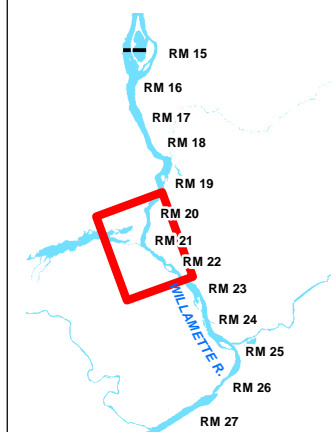 RM 15
RM 16
RM 17
RM 18
RM 19
RM 20
RM 21
RM 22
RM 23
WILLAMETTE R.
RM 24
RM 25
RM 26
RM 27